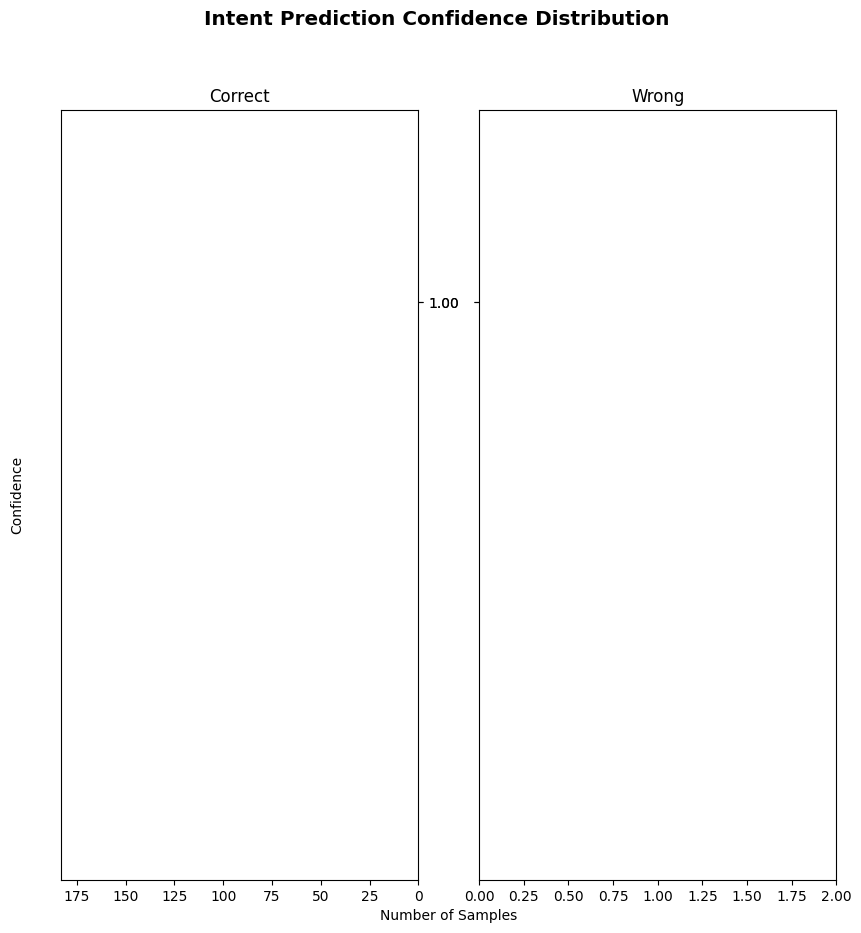 Intent Prediction Confidence Distribution
Correct
Wrong
1.00
Confidence
175 150 125 100 75 50 25 0
0.00 0.25 0.50 0.75 1.00 1.25 1.50 1.75 2.00
Number of Samples